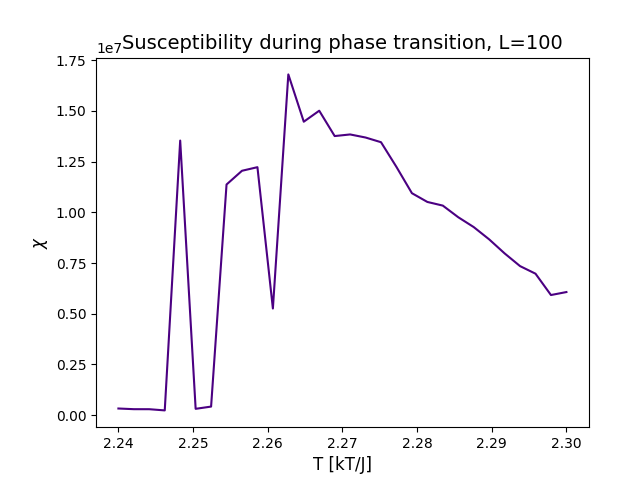 Susceptibility during phase transition, L=100
1e7
1.75
1.50
1.25
1.00
0.75
0.50
0.25
0.00
χ
2.24 2.25 2.26 2.27 2.28 2.29 2.30
T [kT/J]